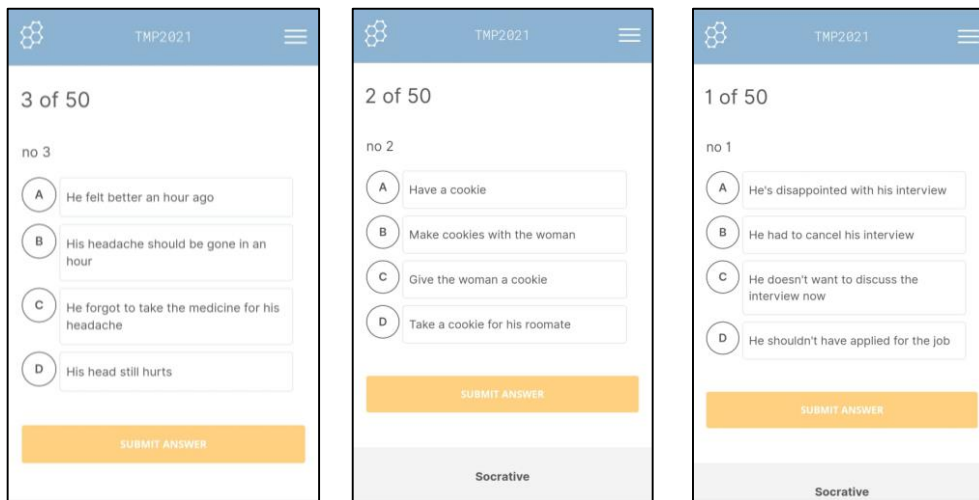 TMP2021
3 of 50
no 3
A He felt better an hour ago
B His headache should be gone in an
hour
C He forgot to take the medicine for his
headache
D His head still hurts
SUBMIT ANSWER
TMP2021
2 of 50
no 2
A Have a cookie
B Make cookies with the woman
C Give the woman a cookie
D Take a cookie for his roomate
SUBMIT ANSWER
Socrative
TMP2021
1 of 50
no 1
A He's disappointed with his interview
B He had to cancel his interview
C He doesn't want to discuss the
interview now
D He shouldn't have applied for the job
SUBMIT ANSWER
Socrative